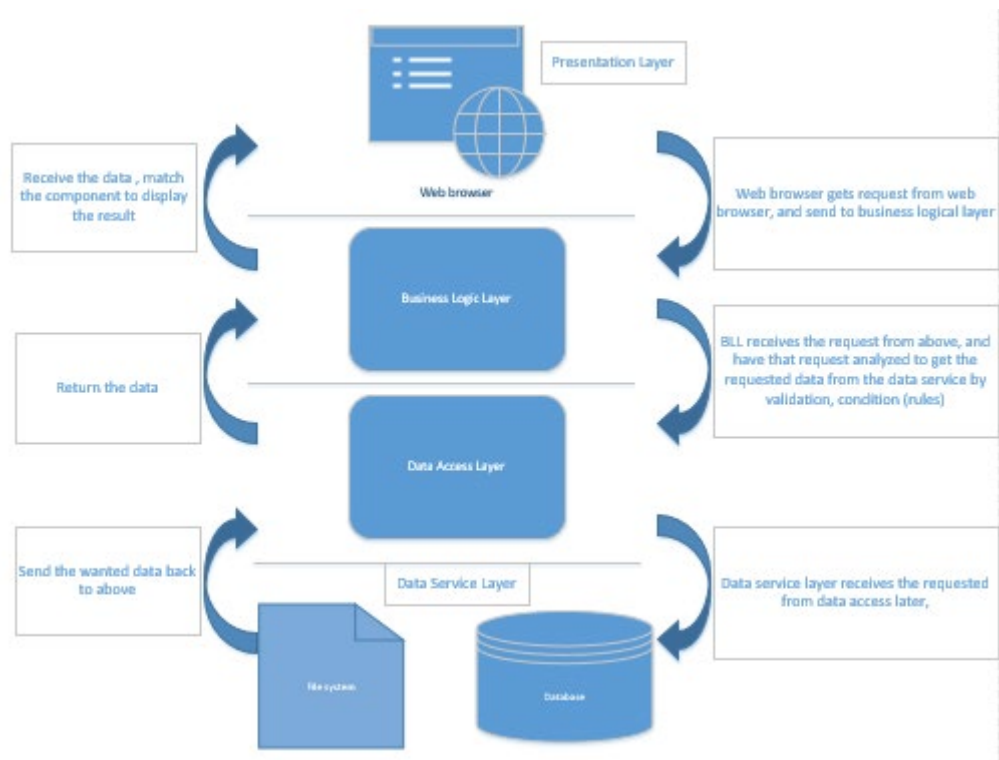 Presentation Layer
Web browser
Receive the data , match
the component to display
the result
Web browser gets request from web
browser, and send to business logical layer
Business Logic Layer
Return the data
BLL receives the request from above, and
have that request analyzed to get the
requested data from the data service by
validation, condition (rules)
Data Access Layer
Send the wanted data back
to above
Data Service Layer
Data service layer receives the requested
from data access later,
File system
Database